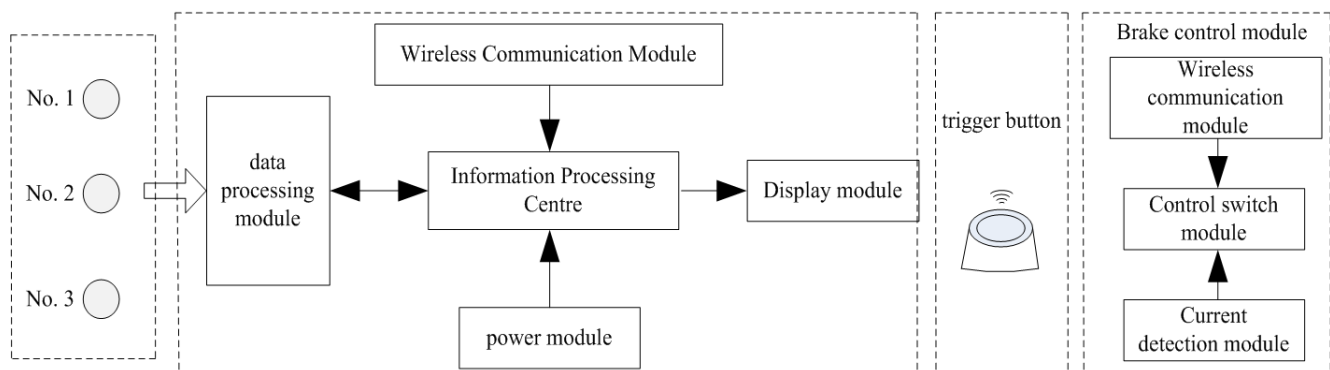 No. 1
No. 2
No. 3
Wireless Communication Module
data
processing
module
Information Processing
Centre
Display module
power module
trigger button
Brake control module
Wireless
communication
module
Control switch
module
Current
detection module